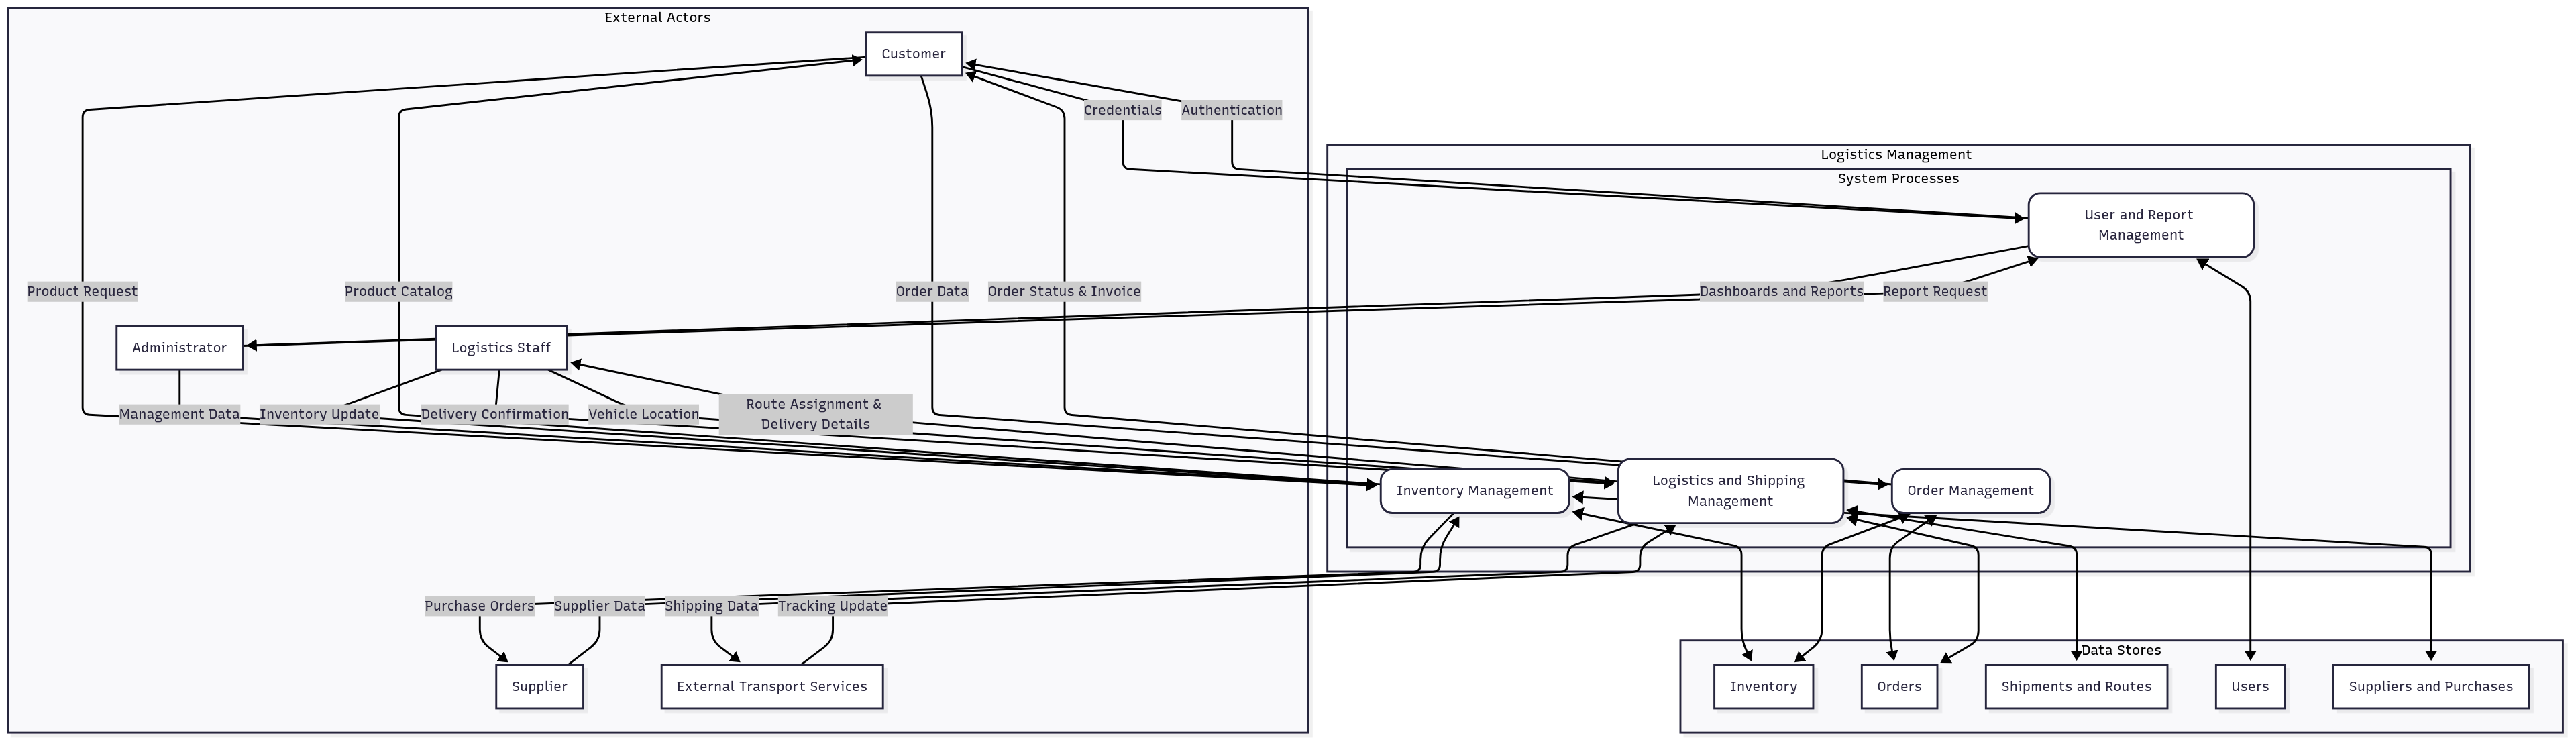 External Actors
Customer
Credentials
Authentication
Logistics Management
System Processes
User and Report
Management
Product Request
Product Catalog
Order Data
Order Status & Invoice
Dashboards and Reports
Report Request
Administrator
Logistics Staff
Management Data
Inventory Update
Delivery Confirmation
Vehicle Location
Route Assignment &
Delivery Details
Inventory Management
Logistics and Shipping
Management
Order Management
Purchase Orders
Supplier Data
Shipping Data
Tracking Update
Data Stores
Supplier
External Transport Services
Inventory
Orders
Shipments and Routes
Users
Suppliers and Purchases